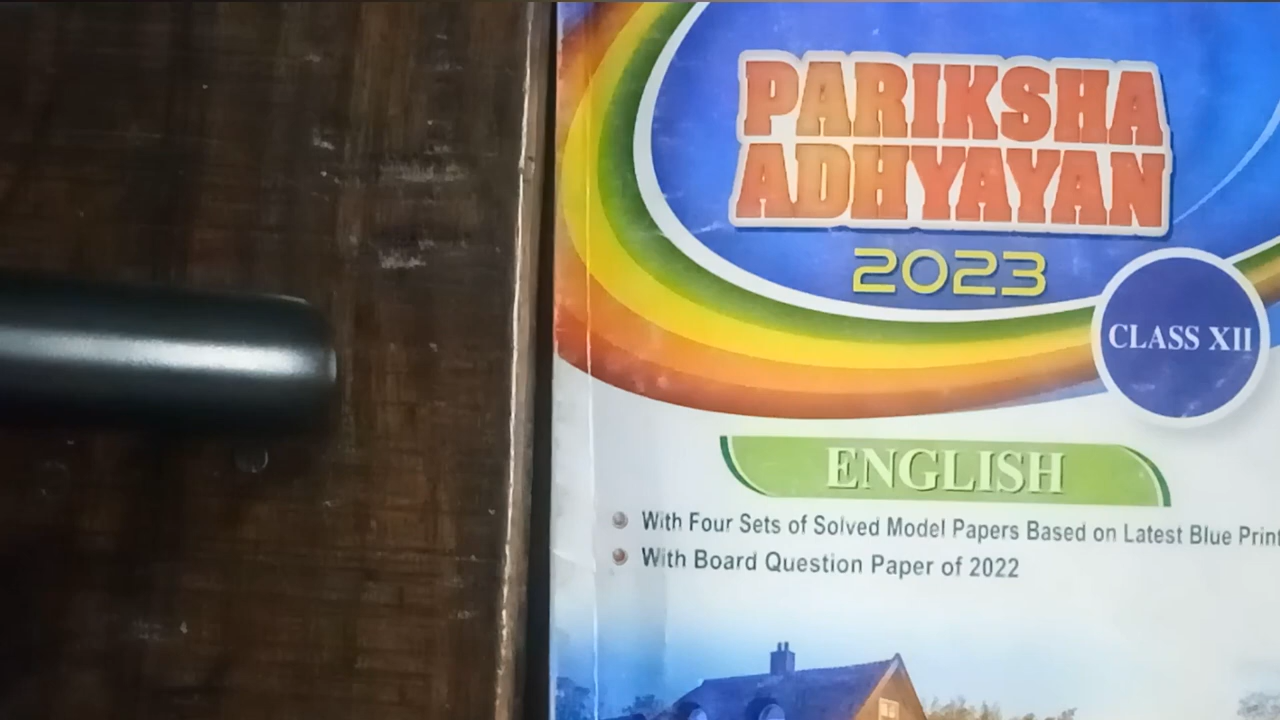 PARIKSHA
ADHYAYAN
2023
CLASS XII
ENGLISH
With Four Sets of Solved Model Papers Based on Latest Blue Print
With Board Question Paper of 2022